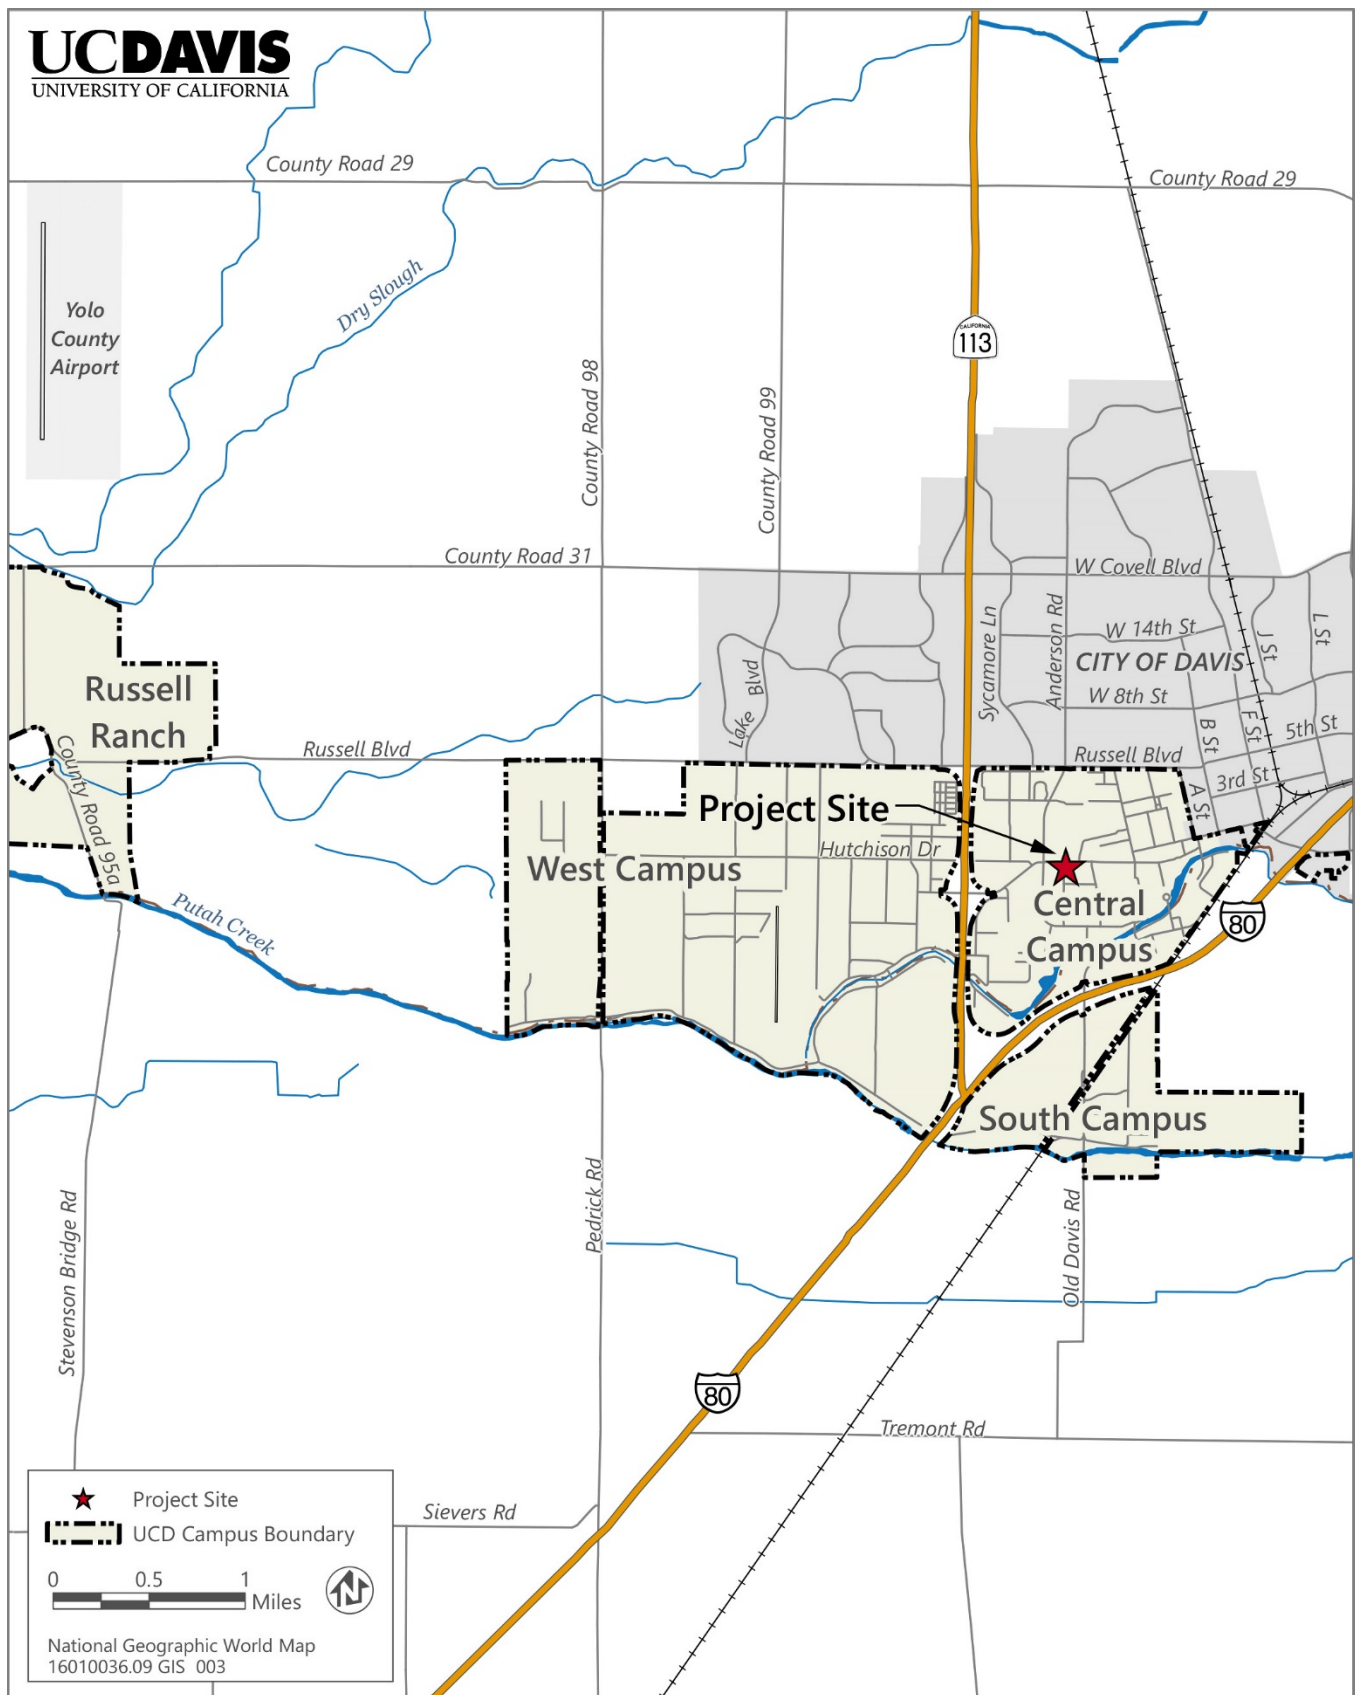 UCDAVIS
UNIVERSITY OF CALIFORNIA
County Road 29
County Road 29
Yolo
County
Airport
Dry Slough
CALIFORNIA
113
County Road 98
County Road 99
County Road 31
W Covell Blvd
Sycamore Ln
Anderson Rd
W 14th St
J St
L St
CITY OF DAVIS
W 8th St
Lake Blvd
B St
F St
5th St
Russell
Ranch
Russell Blvd
Russell Blvd
3rd St
A St
County Road 95a
Project Site
Hutchison Dr
West Campus
Central
Campus
Putah Creek
80
South Campus
Stevenson Bridge Rd
Pedrick Rd
Old Davis Rd
80
Tremont Rd
Sievers Rd
Project Site
UCD Campus Boundary
0 0.5 1
Miles
N
National Geographic World Map
16010036.09 GIS 003